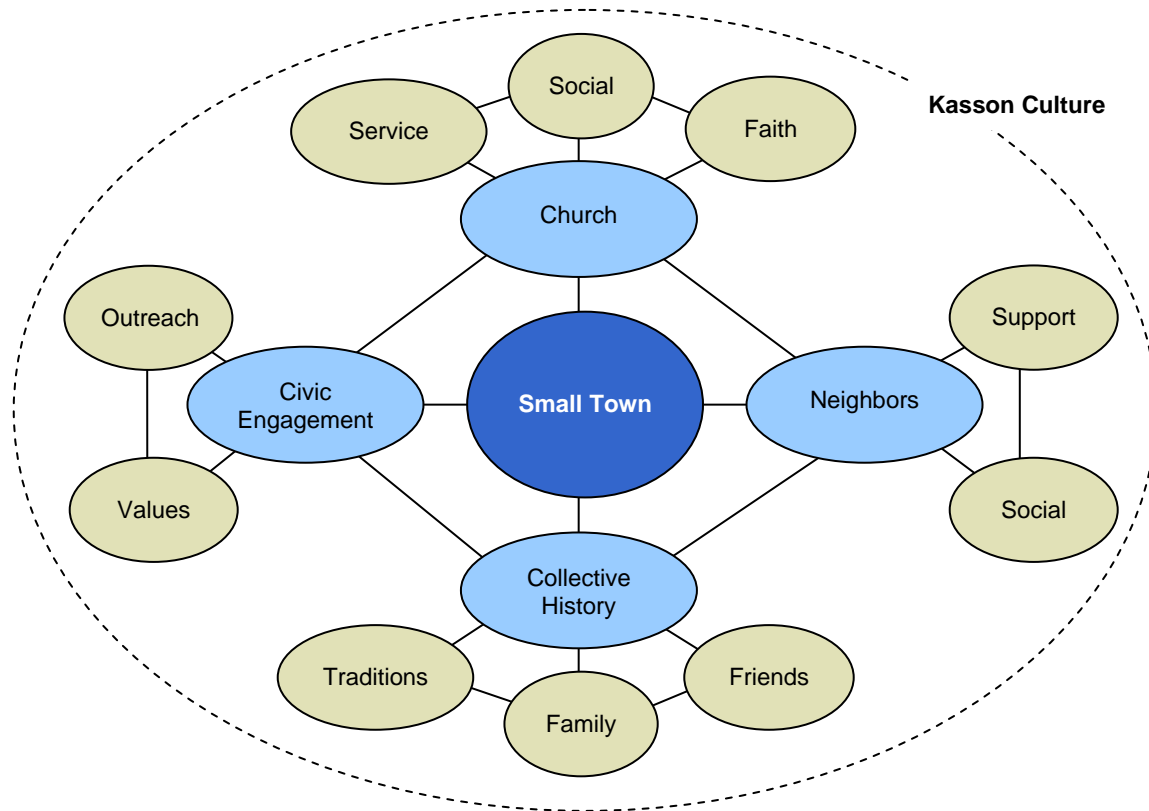 Social
Kasson Culture
Service
Faith
Church
Outreach
Support
Civic
Engagement
Small Town
Neighbors
Values
Social
Collective
History
Traditions
Friends
Family